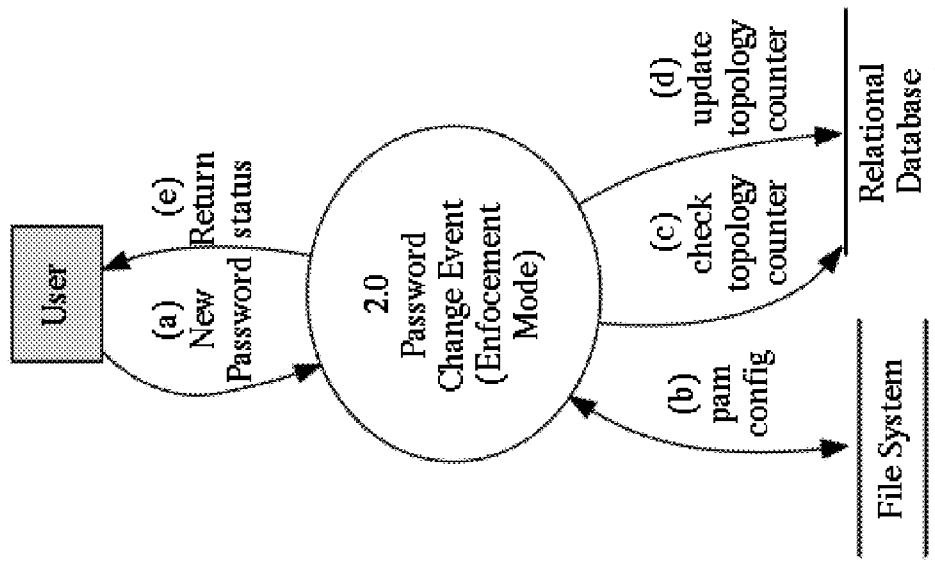 User
(a)
New
Password
(e)
Return
status
2.0
Password
Change Event
(Enfocement
Mode)
(b)
pam
config
(c)
check
topology
counter
(d)
update
topology
counter
File System
Relational
Database